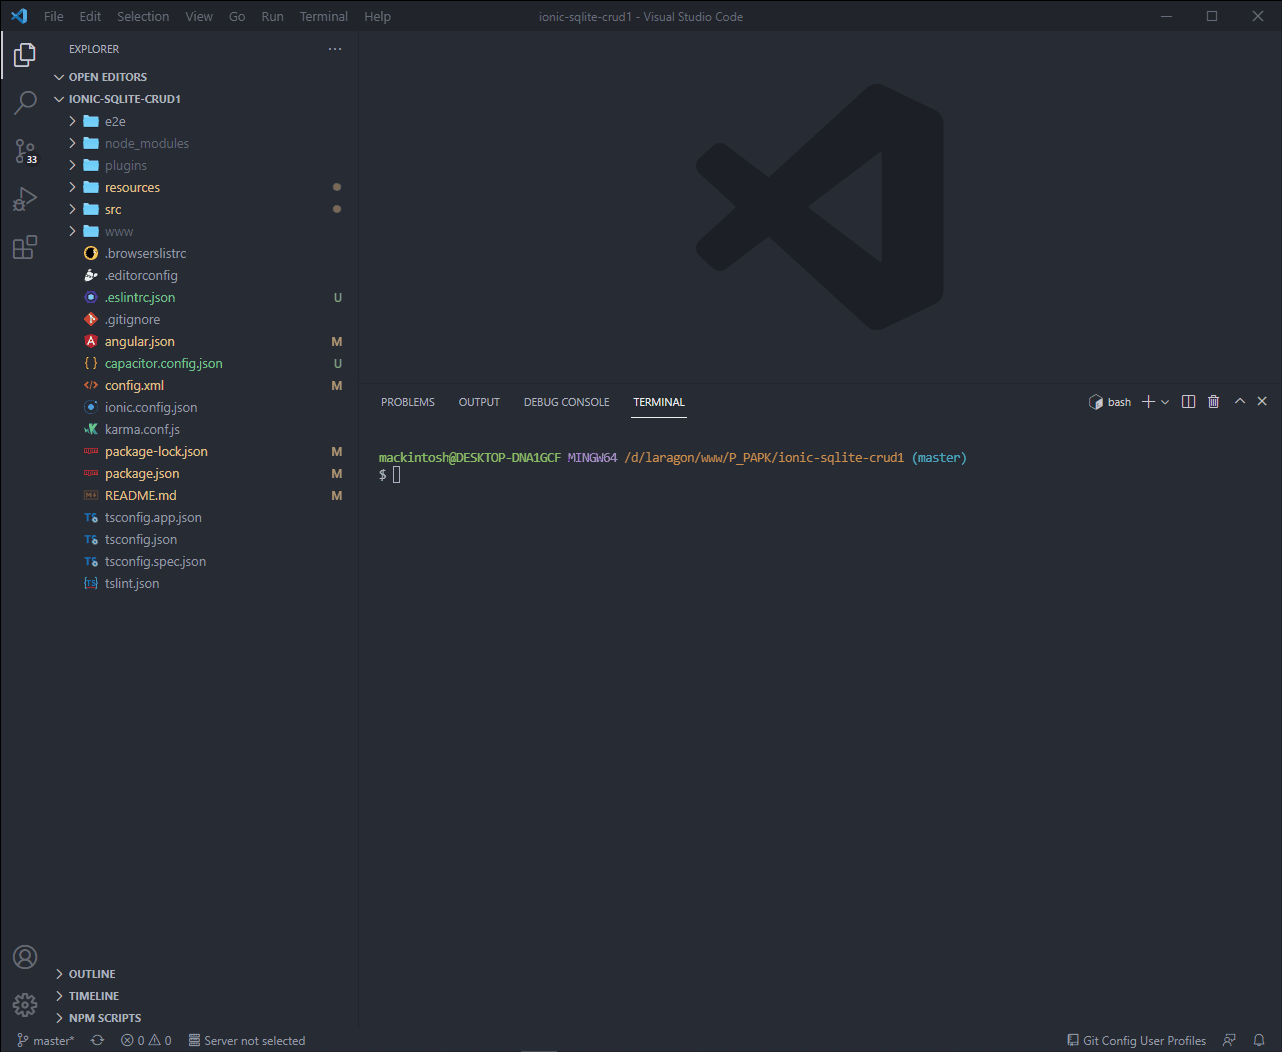 File Edit Selection View Go Run Terminal Help ionic-sqlite-crud1 - Visual Studio Code
EXPLORER
OPEN EDITORS
IONIC-SQLITE-CRUD1
e2e
node_modules
plugins
resources
src
www
.browserslistrc
.editorconfig
.eslintrc.json U
.gitignore
angular.json M
capacitor.config.json U
config.xml M
ionic.config.json
karma.conf.js
package-lock.json M
package.json M
README.md M
tsconfig.app.json
tsconfig.json
tsconfig.spec.json
tslint.json
33
OUTLINE
TIMELINE
NPM SCRIPTS
PROBLEMS OUTPUT DEBUG CONSOLE TERMINAL bash
mackintosh@DESKTOP-DNA1GCF MINGW64 /d/laragon/www/P_PAPK/ionic-sqlite-crud1 (master)
$
master* 0 0 Server not selected Git Config User Profiles